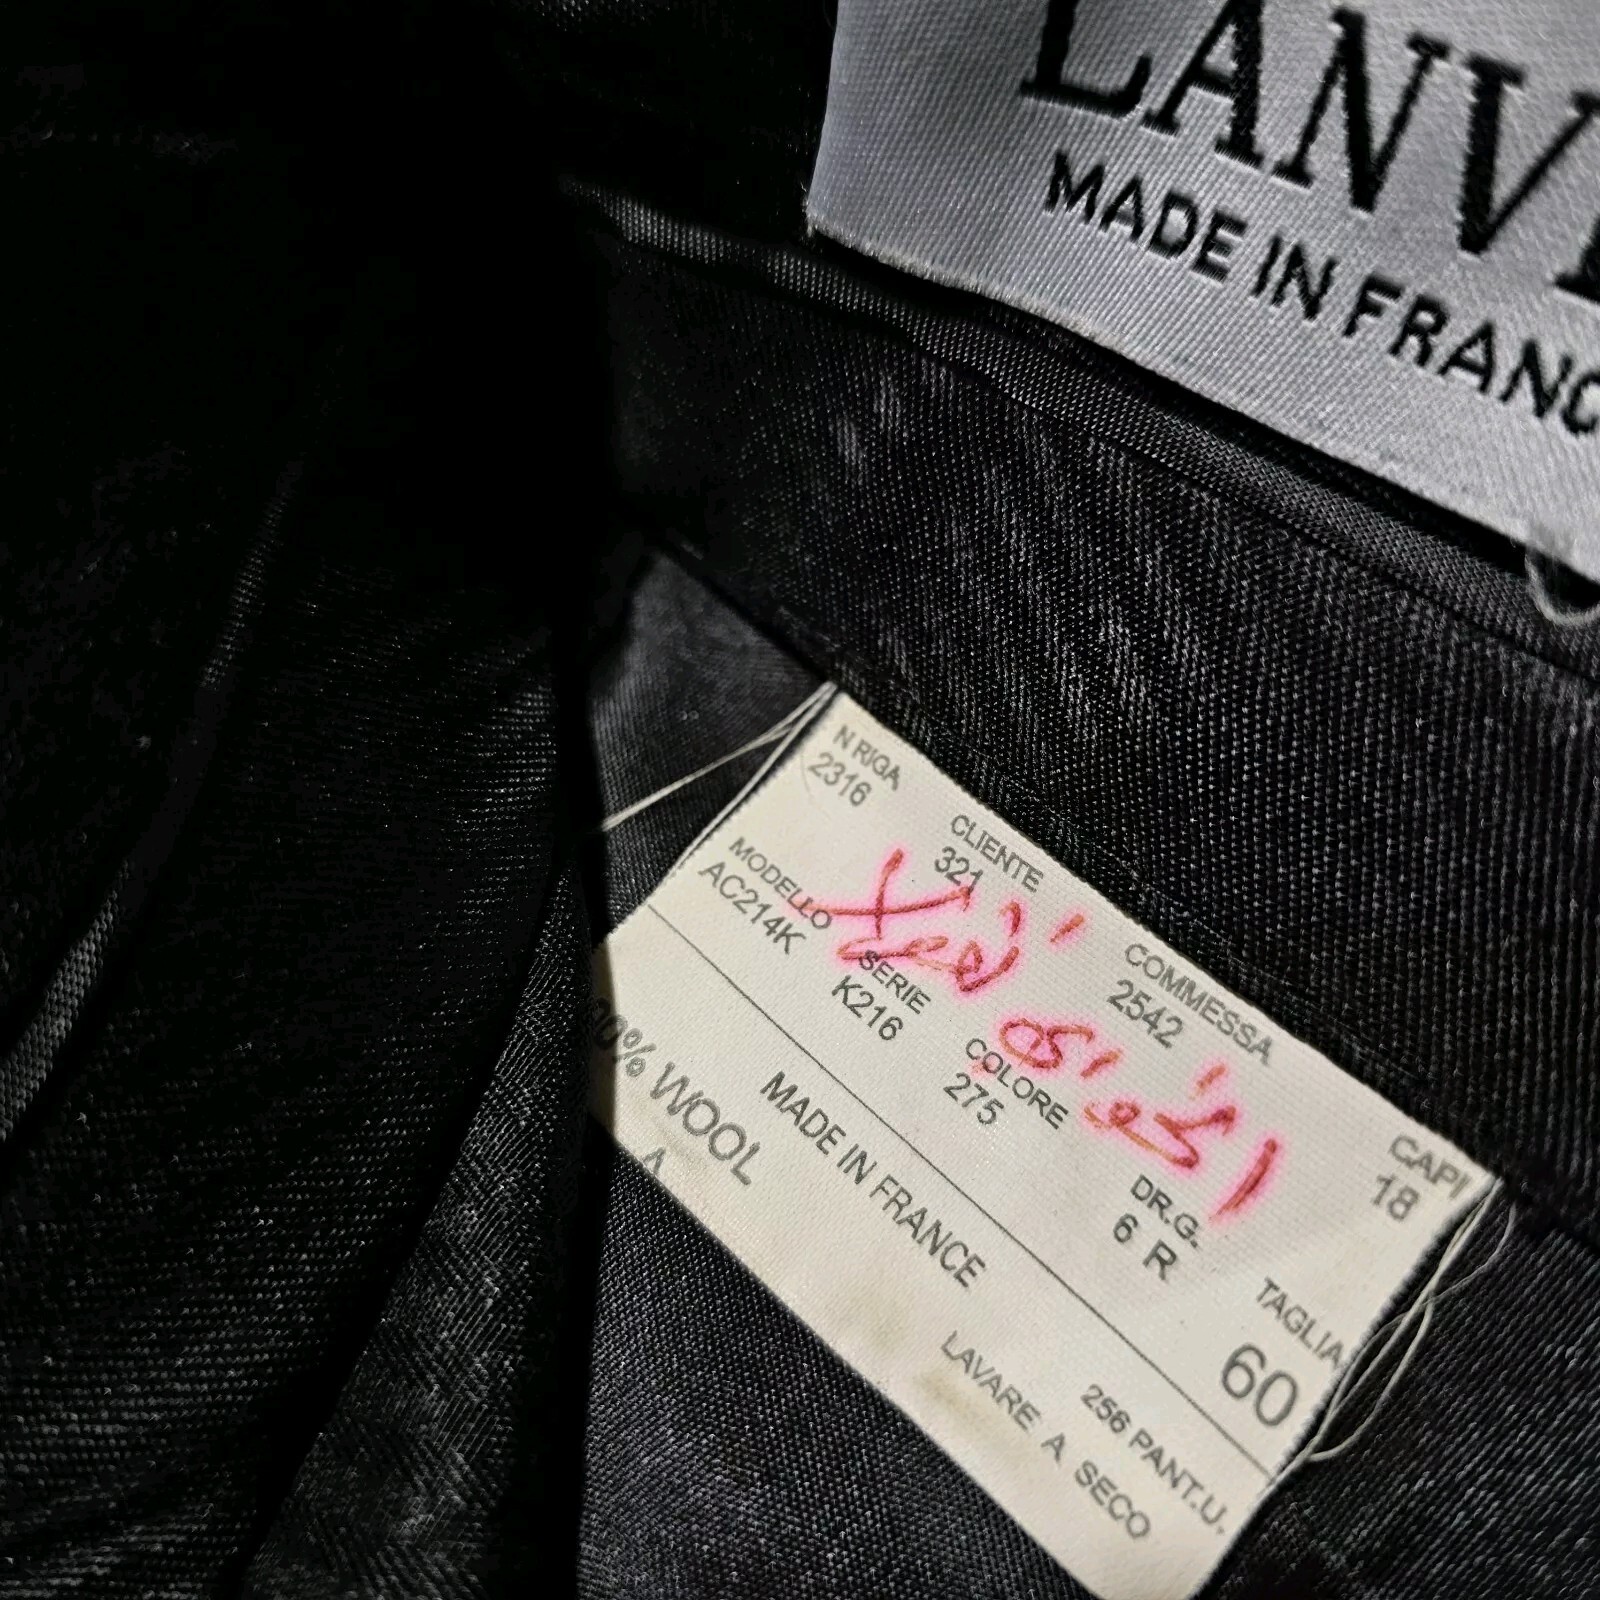 LANV
MADE IN FRANC
N RIGA CLIENTE COMMESSA CAPI
2316 321 2542 18
MODELLO SERIE COLORE DR.G. TAGLIA
AC214K K216 275 6 R 60
MADE IN FRANCE 256 PANT.U.
0% WOOL LAVARE A SECO